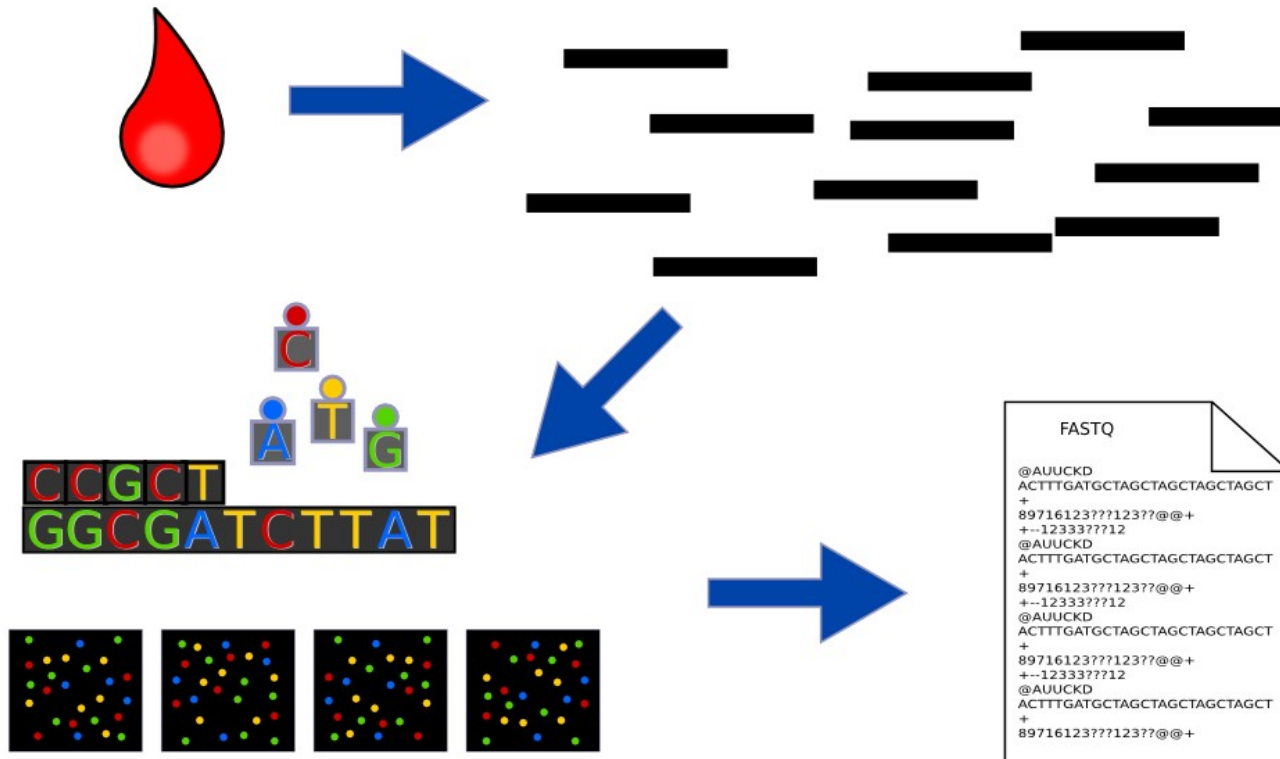 C
T
A
G
CCGCT
GGCGATCTTAT
FASTQ
@AUUCKD
ACTTTGATGCTAGCTAGCTAGCTAGCT
+
89716123???123??@@+
+--12333???12
@AUUCKD
ACTTTGATGCTAGCTAGCTAGCTAGCT
+
89716123???123??@@+
+--12333???12
@AUUCKD
ACTTTGATGCTAGCTAGCTAGCTAGCT
+
89716123???123??@@+
+--12333???12
@AUUCKD
ACTTTGATGCTAGCTAGCTAGCTAGCT
+
89716123???123??@@+